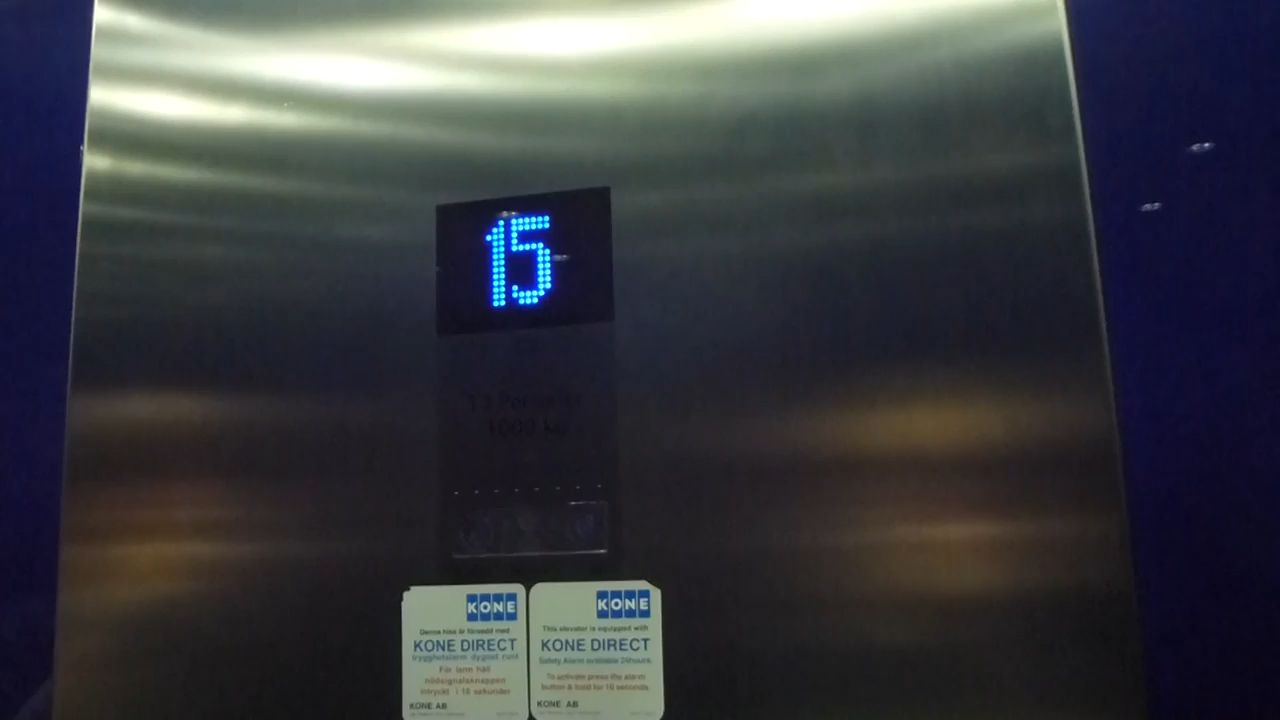 15
1000 kg
KONE
Denna hiss är försedd med
KONE DIRECT
trygghetslarm dygnet runt
För larm håll
nödsignalsknappen
intryckt i 10 sekunder
KONE AB
KONE
This elevator is equipped with
KONE DIRECT
Safety Alarm available 24hours.
To activate press the alarm
button & hold for 10 seconds.
KONE AB